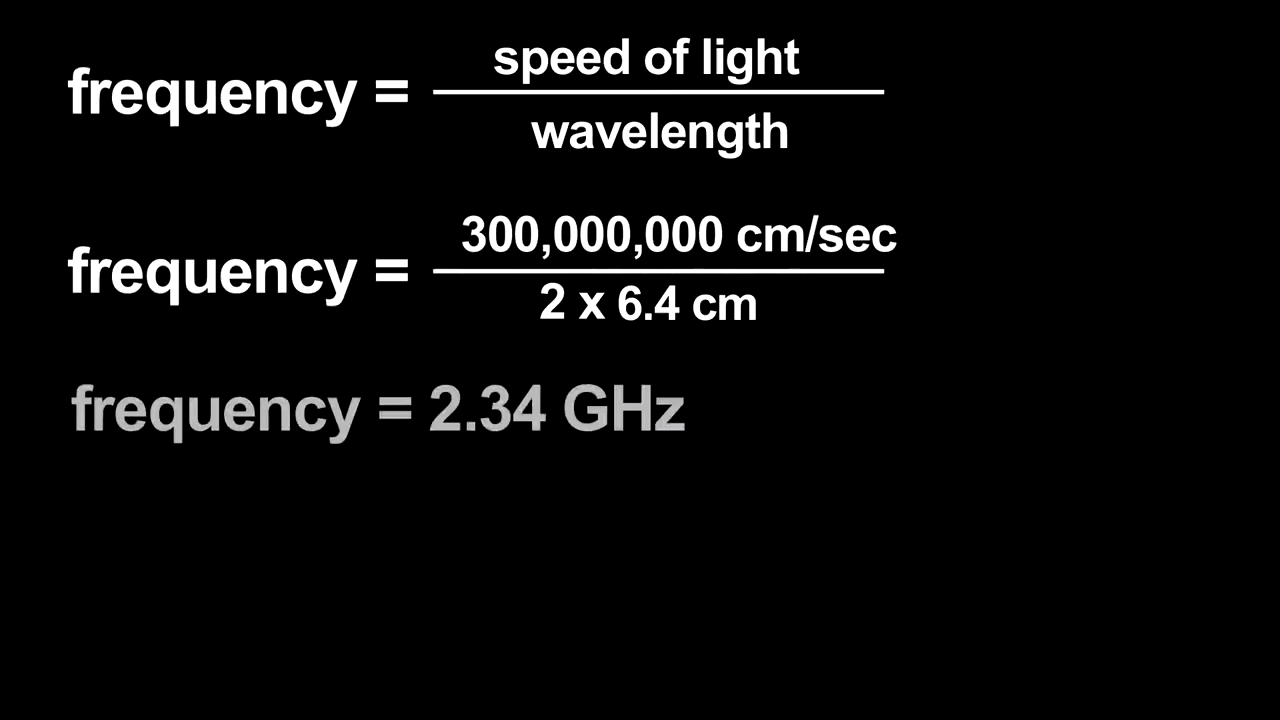 frequency = speed of light
wavelength
frequency = 300,000,000 cm/sec
2 x 6.4 cm
frequency = 2.34 GHz